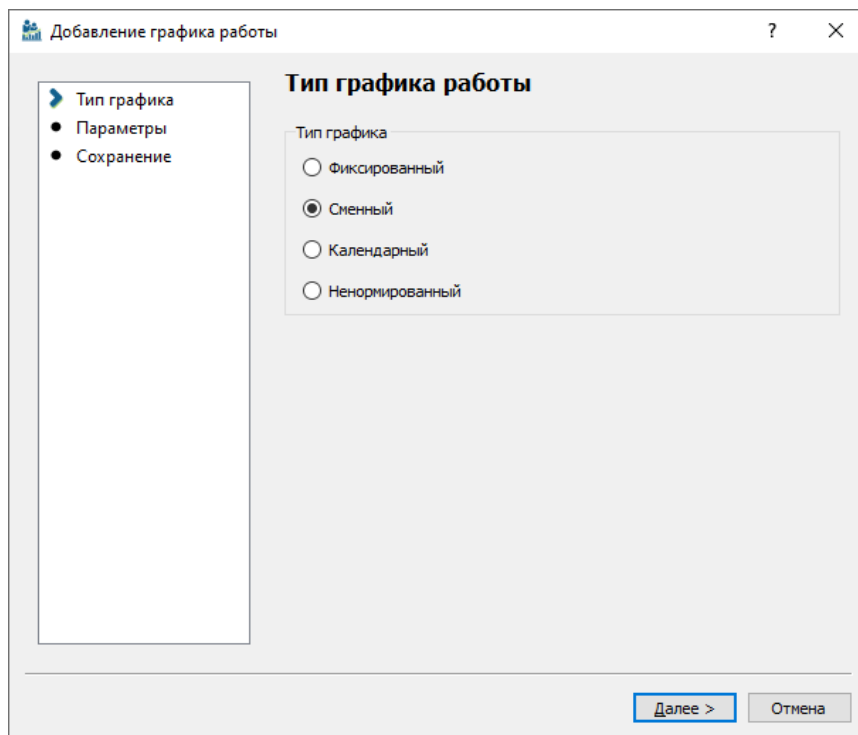 Добавление графика работы
?
Тип графика
Параметры
Сохранение
Тип графика работы
Тип графика
Фиксированный
Сменный
Календарный
Ненормированный
Далее >
Отмена